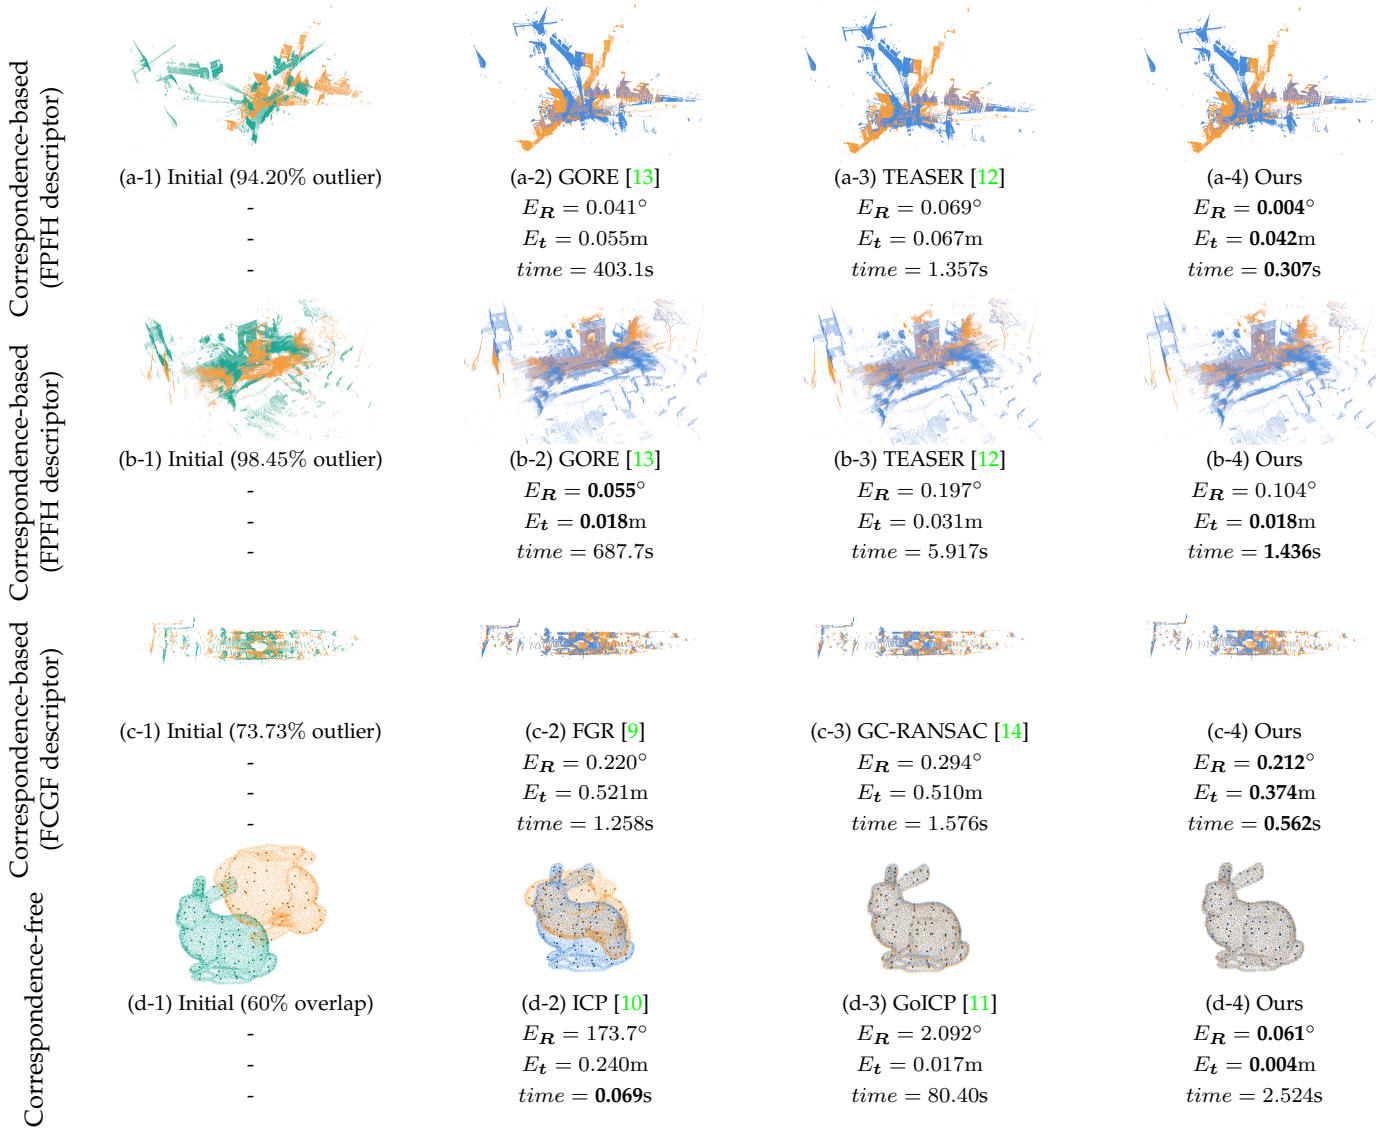 Correspondence-based
(FPFH descriptor)
(a-1) Initial (94.20% outlier)
-
-
-
(a-2) GORE [13]
E_R = 0.041°
E_t = 0.055m
time = 403.1s
(a-3) TEASER [12]
E_R = 0.069°
E_t = 0.067m
time = 1.357s
(a-4) Ours
E_R = 0.004°
E_t = 0.042m
time = 0.307s
Correspondence-based
(FPFH descriptor)
(b-1) Initial (98.45% outlier)
-
-
-
(b-2) GORE [13]
E_R = 0.055°
E_t = 0.018m
time = 687.7s
(b-3) TEASER [12]
E_R = 0.197°
E_t = 0.031m
time = 5.917s
(b-4) Ours
E_R = 0.104°
E_t = 0.018m
time = 1.436s
Correspondence-based
(FCGF descriptor)
(c-1) Initial (73.73% outlier)
-
-
-
(c-2) FGR [9]
E_R = 0.220°
E_t = 0.521m
time = 1.258s
(c-3) GC-RANSAC [14]
E_R = 0.294°
E_t = 0.510m
time = 1.576s
(c-4) Ours
E_R = 0.212°
E_t = 0.374m
time = 0.562s
Correspondence-free
(d-1) Initial (60% overlap)
-
-
-
(d-2) ICP [10]
E_R = 173.7°
E_t = 0.240m
time = 0.069s
(d-3) GoICP [11]
E_R = 2.092°
E_t = 0.017m
time = 80.40s
(d-4) Ours
E_R = 0.061°
E_t = 0.004m
time = 2.524s